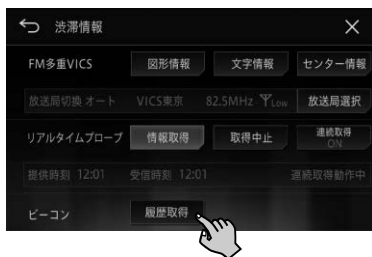 渋滞情報
FM多重VICS 図形情報 文字情報 センター情報
放送局切換 オート VICS東京 82.5MHz Low 放送局選択
リアルタイムプローブ 情報取得 取得中止 連続取得 ON
提供時刻 12:01 受信時刻 12:01 連続取得動作中
ビーコン 履歴取得